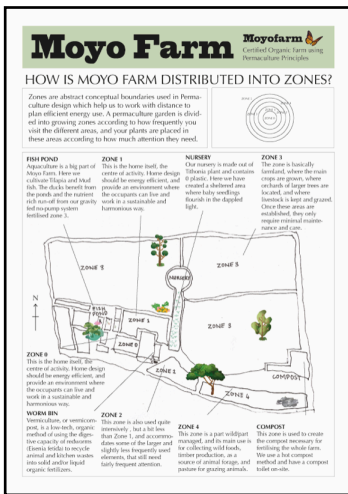 Moyo Farm
Moyofarm
Certified Organic Farm using
Permaculture Principles
HOW IS MOYO FARM DISTRIBUTED INTO ZONES?
Zones are abstract conceptual boundaries used in Perma-
culture design which help us to work with distance to
plan efficient energy use. A permaculture garden is divid-
ed into growing zones according to how frequently you
visit the different areas, and your plants are placed in
these areas according to how much attention they need.
FISH POND
Aquaculture is a big part of
Moyo Farm. Here we
cultivate Tilapia and Mud
fish. The ducks benefit from
the ponds and the nutrient
rich run-off from our gravity
fed no-pump system
fertilised zone 3.
ZONE 1
This is the home itself, the
centre of activity. Home design
should be energy efficient, and
provide an environment where
the occupants can live and
work in a sustainable and
harmonious way.
NURSERY
Our nursery is made out of
Tithonia plant and contains
0 plastic. Here we have
created a sheltered area
where baby seedlings
flourish in the dappled
light.
ZONE 3
The zone is basically
farmland, where the main
crops are grown, where
orchards of larger trees are
located, and where
livestock is kept and grazed.
Once these areas are
established, they only
require minimal mainte-
nance and care.
ZONE 3
ZONE 3
NURSERY
N
S
FISH
POND
ZONE 1
ZONE 0
ZONE 3
ZONE 1
COMPOST
ZONE 4
ZONE 0
This is the home itself, the
centre of activity. Home design
should be energy efficient, and
provide an environment where
the occupants can live and
work in a sustainable and
harmonious way.
WORM BIN
Vermiculture, or vermicom-
post, is a low-tech, organic
method of using the diges-
tive capacity of redworms
(Eisenia fetida) to recycle
animal and kitchen wastes
into solid and/or liquid
organic fertilizers.
ZONE 2
This zone is also used quite
intensively , but a bit less
than Zone 1, and accommo-
dates some of the larger and
slightly less frequently used
elements, that still need
fairly frequent attention.
ZONE 4
This zone is a part wild/part
managed, and its main use is
for collecting wild foods,
timber production, as a
source of animal forage, and
pasture for grazing animals.
COMPOST
This zone is used to create
the compost necessary for
fertilising the whole farm.
We use a hot compost
method and have a compost
toilet on-site.